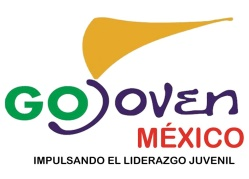 GOJoven
MÉXICO
IMPULSANDO EL LIDERAZGO JUVENIL